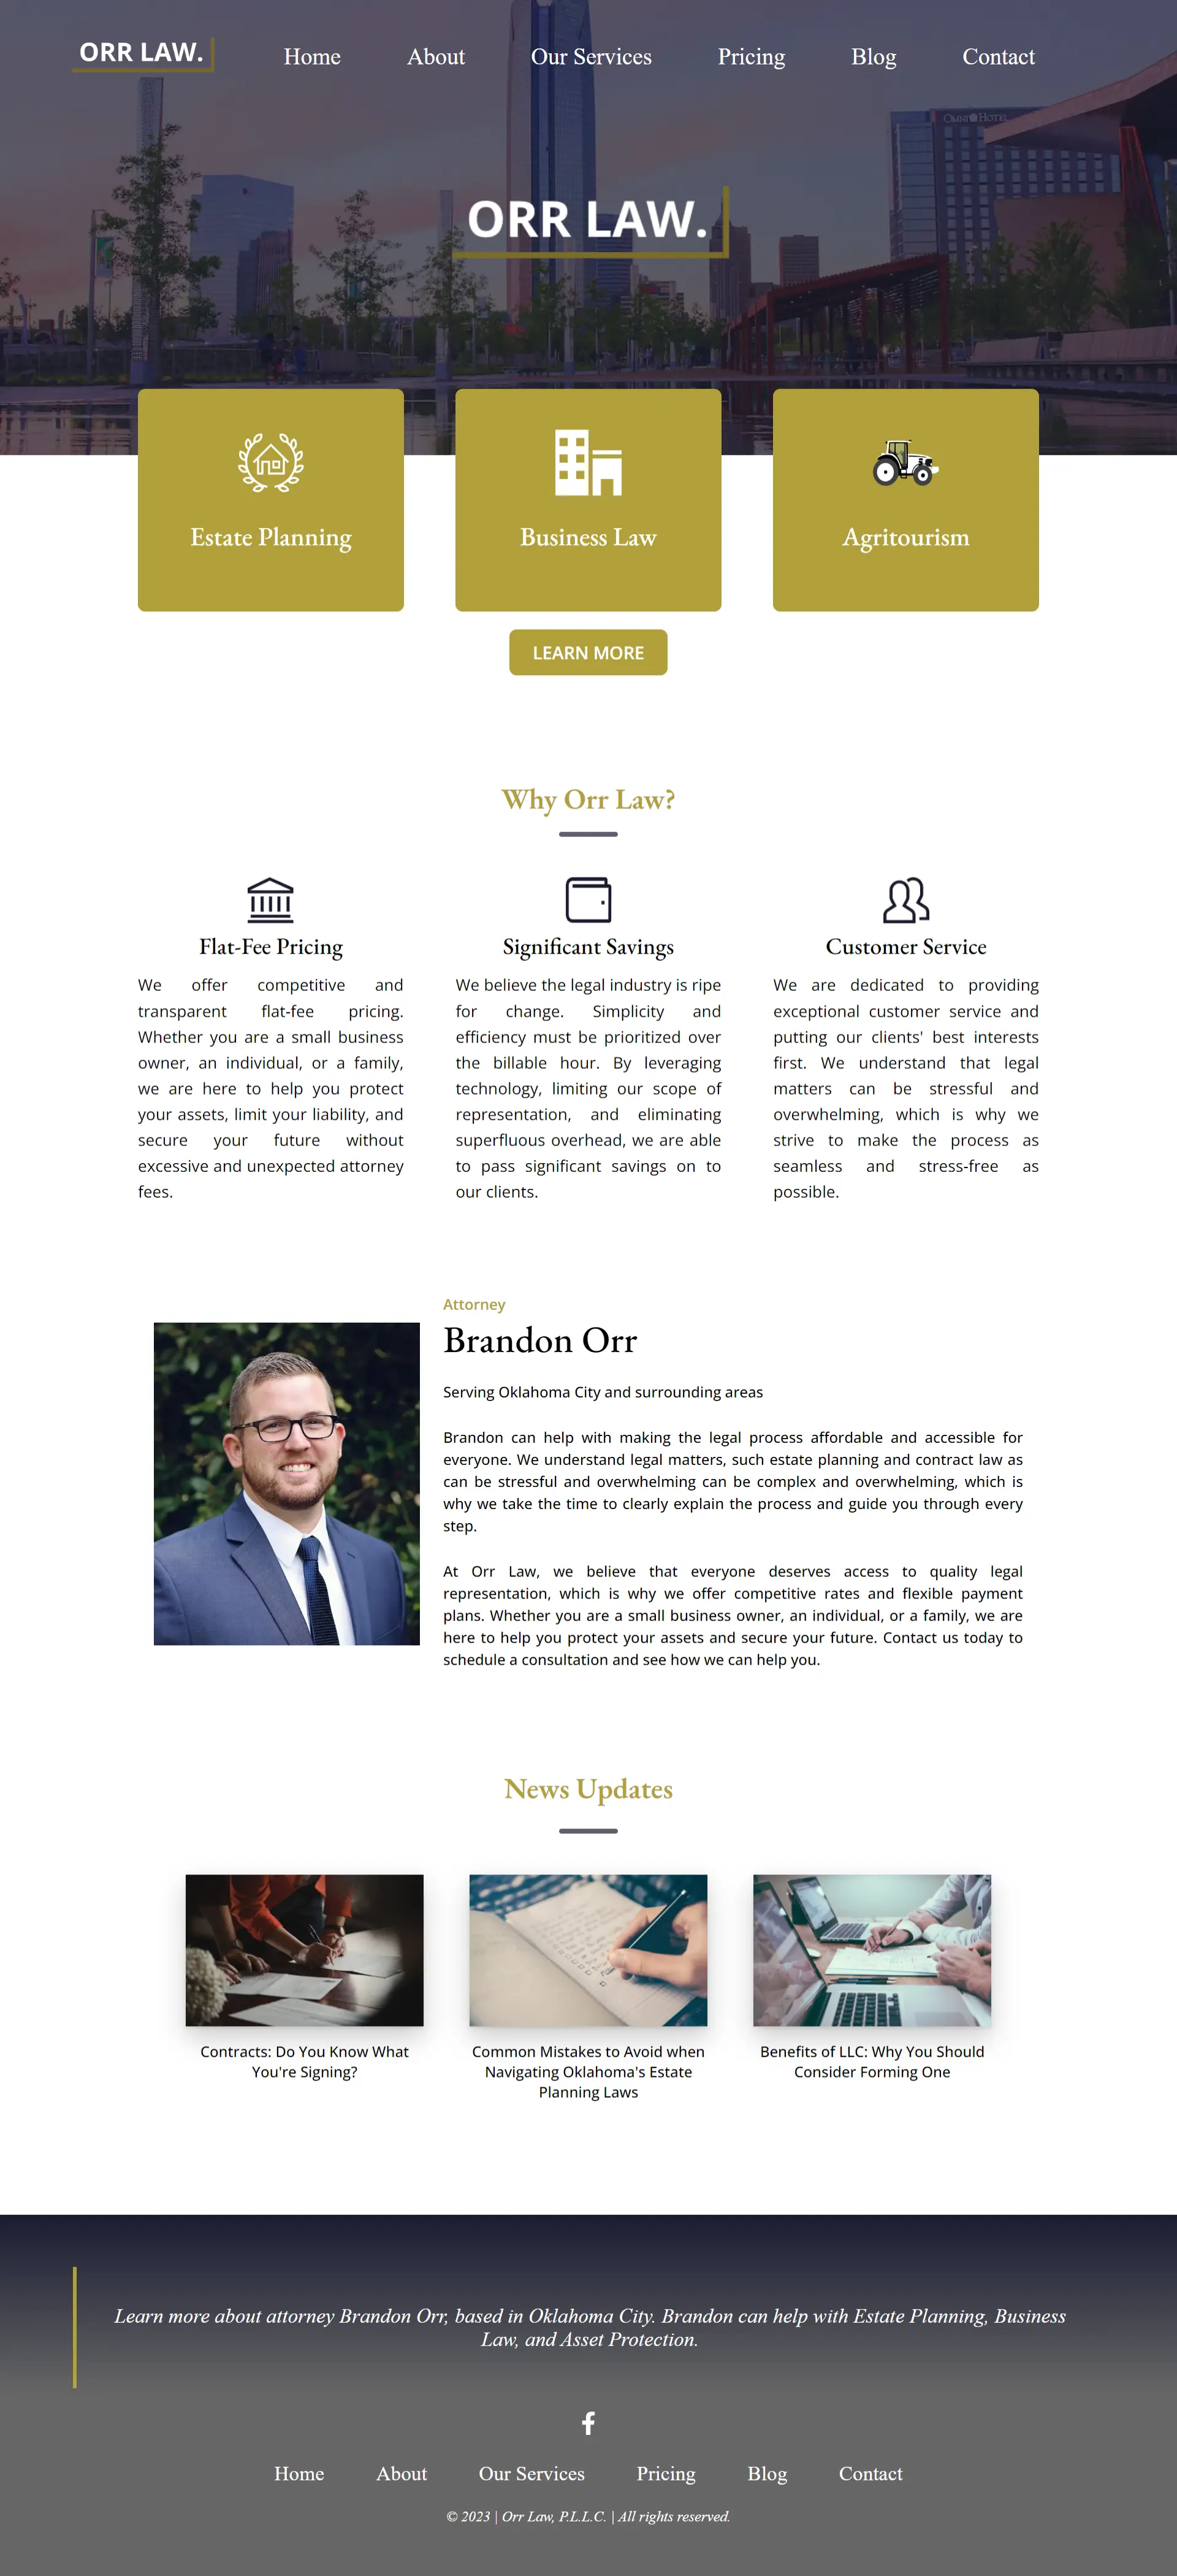 ORR LAW.
Home About Our Services Pricing Blog Contact
OMNI HOTEL
ORR LAW.
Estate Planning
Business Law
Agritourism
LEARN MORE
Why Orr Law?
Flat-Fee Pricing
We offer competitive and
transparent flat-fee pricing.
Whether you are a small business
owner, an individual, or a family,
we are here to help you protect
your assets, limit your liability, and
secure your future without
excessive and unexpected attorney
fees.
Significant Savings
We believe the legal industry is ripe
for change. Simplicity and
efficiency must be prioritized over
the billable hour. By leveraging
technology, limiting our scope of
representation, and eliminating
superfluous overhead, we are able
to pass significant savings on to
our clients.
Customer Service
We are dedicated to providing
exceptional customer service and
putting our clients' best interests
first. We understand that legal
matters can be stressful and
overwhelming, which is why we
strive to make the process as
seamless and stress-free as
possible.
Attorney
Brandon Orr
Serving Oklahoma City and surrounding areas
Brandon can help with making the legal process affordable and accessible for
everyone. We understand legal matters, such estate planning and contract law as
can be stressful and overwhelming can be complex and overwhelming, which is
why we take the time to clearly explain the process and guide you through every
step.
At Orr Law, we believe that everyone deserves access to quality legal
representation, which is why we offer competitive rates and flexible payment
plans. Whether you are a small business owner, an individual, or a family, we are
here to help you protect your assets and secure your future. Contact us today to
schedule a consultation and see how we can help you.
News Updates
Contracts: Do You Know What
You're Signing?
Common Mistakes to Avoid when
Navigating Oklahoma's Estate
Planning Laws
Benefits of LLC: Why You Should
Consider Forming One
Learn more about attorney Brandon Orr, based in Oklahoma City. Brandon can help with Estate Planning, Business
Law, and Asset Protection.
Home About Our Services Pricing Blog Contact
© 2023 | Orr Law, P.L.L.C. | All rights reserved.